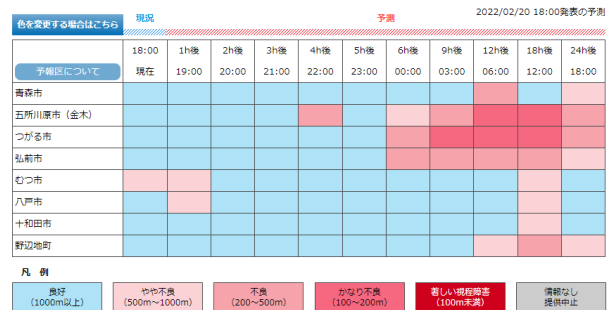 2022/02/20 18:00発表の予測
色を変更する場合はこちら 現況 予測
18:00 1h後 2h後 3h後 4h後 5h後 6h後 9h後 12h後 18h後 24h後
予報区について 現在 19:00 20:00 21:00 22:00 23:00 00:00 03:00 06:00 12:00 18:00
青森市
五所川原市（金木）
つがる市
弘前市
むつ市
八戸市
十和田市
野辺地町
凡 例
良好 やや不良 不良 かなり不良 著しい視程障害 情報なし
（1000m以上） （500m～1000m） （200～500m） （100～200m） （100m未満） 提供中止